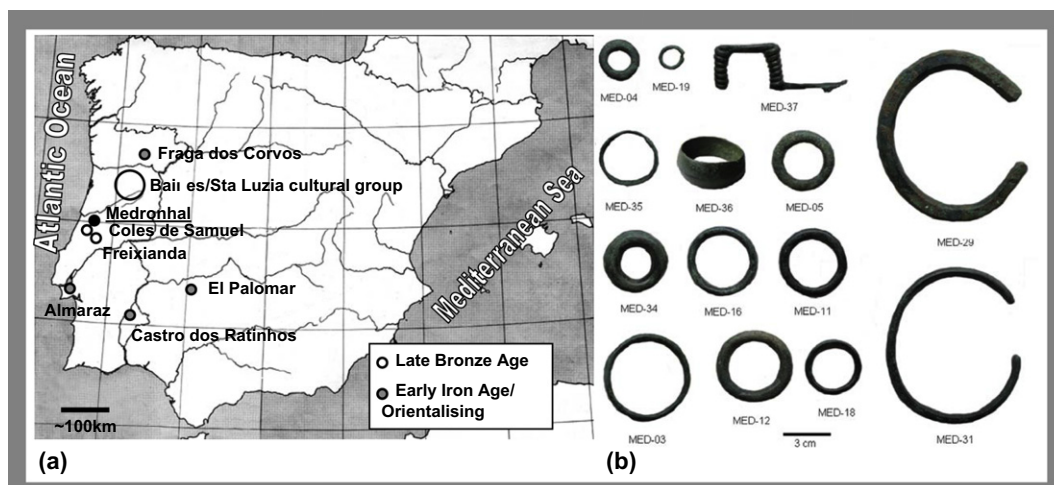 Atlantic Ocean
Fraga dos Corvos
Baiı es/Sta Luzia cultural group
Medronhal
Coles de Samuel
Freixianda
El Palomar
Almaraz
Castro dos Ratinhos
Mediterranean Sea
Late Bronze Age
Early Iron Age/
Orientalising
~100km
(a)
MED-04
MED-19
MED-37
MED-35
MED-36
MED-05
MED-29
MED-34
MED-16
MED-11
MED-03
MED-12
MED-18
MED-31
3 cm
(b)